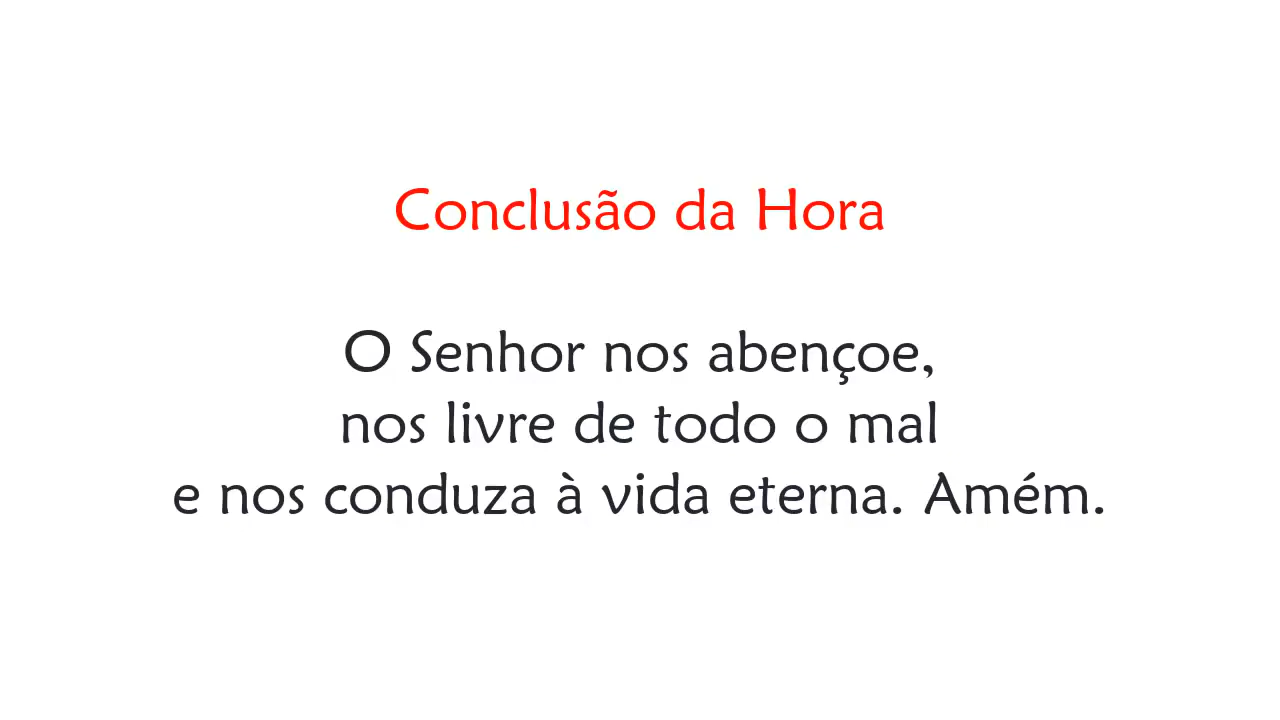 Conclusão da Hora
O Senhor nos abençoe,
nos livre de todo o mal
e nos conduza à vida eterna. Amém.